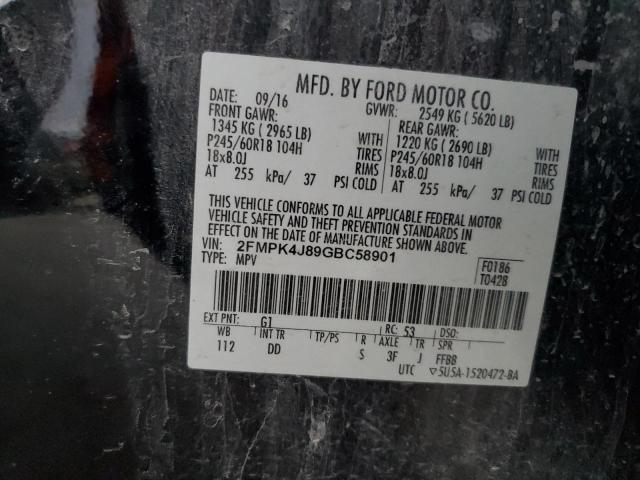 MFD. BY FORD MOTOR CO.
DATE: 09/16 GVWR: 2549 KG ( 5620 LB)
FRONT GAWR: REAR GAWR:
1345 KG ( 2965 LB) WITH 1220 KG ( 2690 LB) WITH
P245/60R18 104H TIRES P245/60R18 104H TIRES
18x8.0J RIMS 18x8.0J RIMS
AT 255 kPa/ 37 PSI COLD AT 255 kPa/ 37 PSI COLD
THIS VEHICLE CONFORMS TO ALL APPLICABLE FEDERAL MOTOR
VEHICLE SAFETY AND THEFT PREVENTION STANDARDS IN
EFFECT ON THE DATE OF MANUFACTURE SHOWN ABOVE.
VIN: 2FMPK4J89GBC58901
TYPE: MPV F0186
T0428
EXT PNT: G1 RC: 53 DSO:
WB INT TR TP/PS R AXLE TR SPR
112 DD S 3F J FFBB
UTC ▽5U5A-1520472-BA